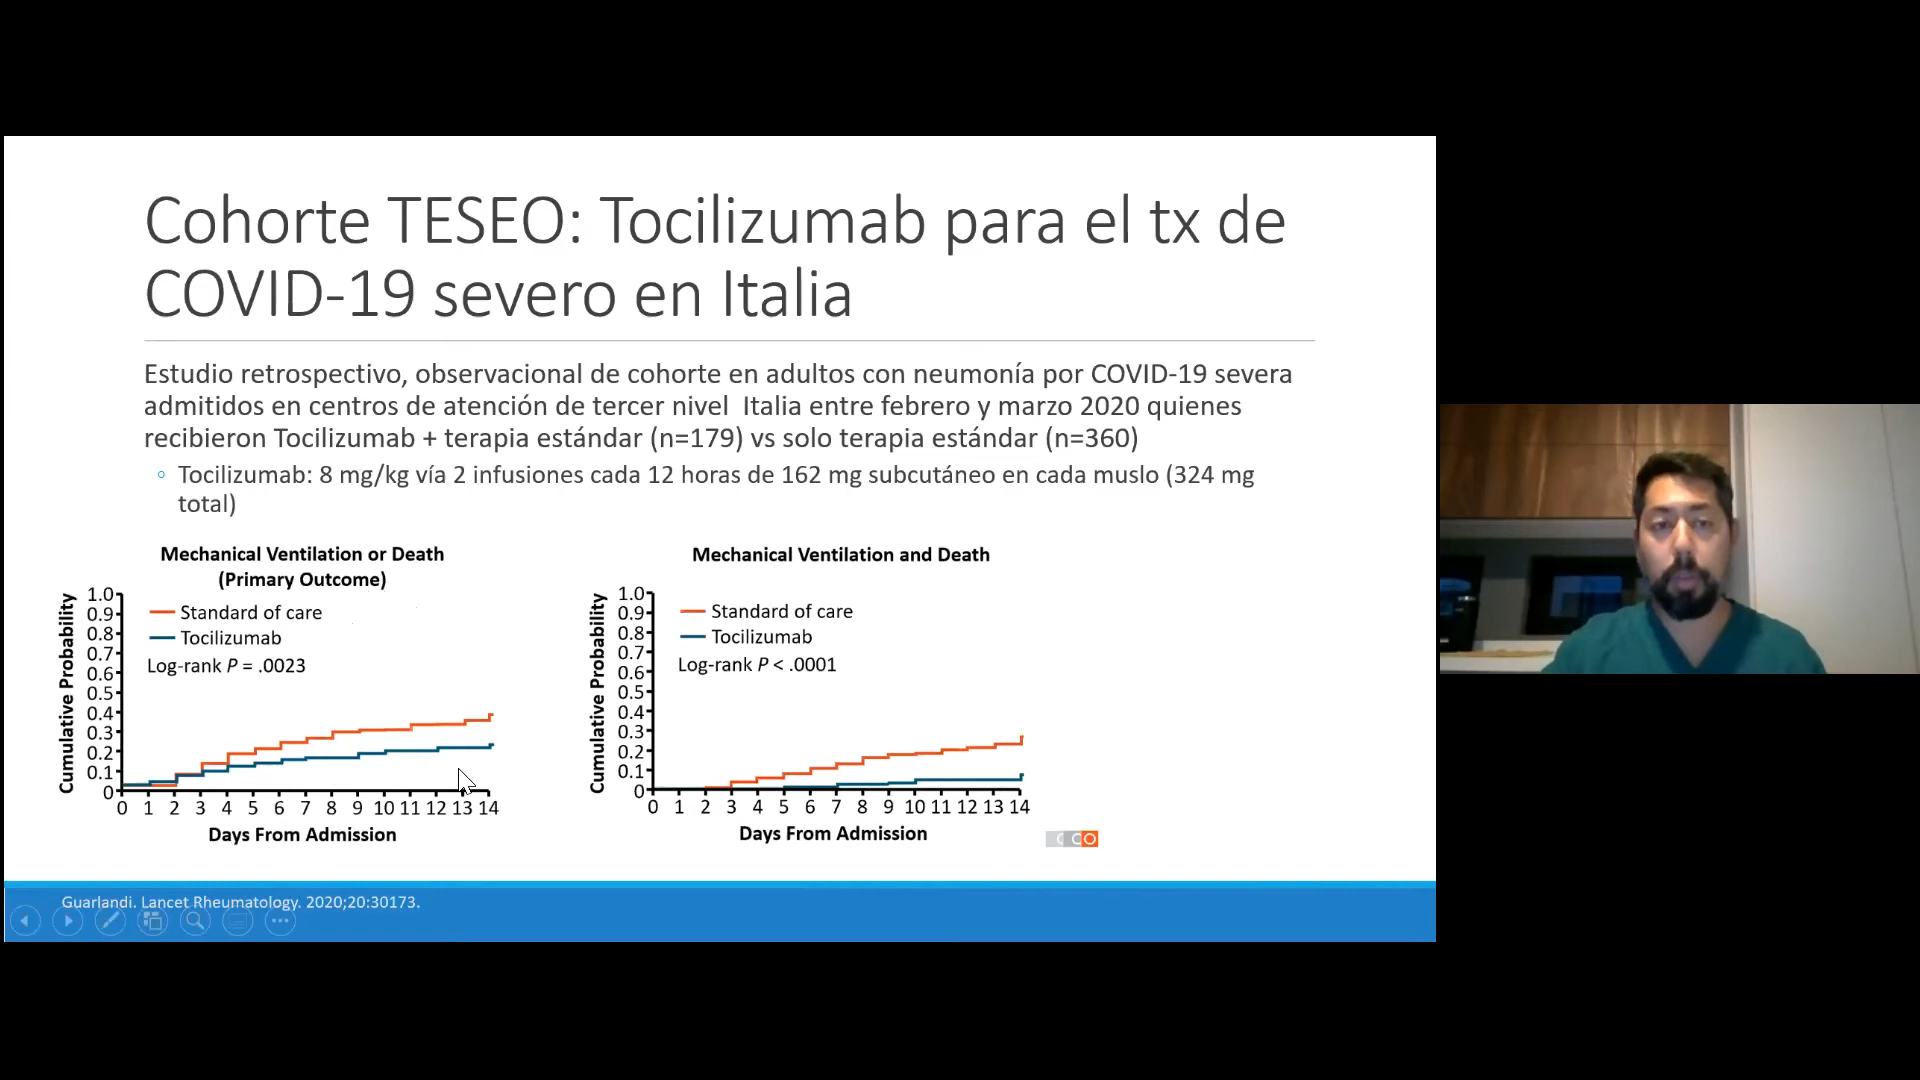 Cohorte TESEO: Tocilizumab para el tx de
COVID-19 severo en Italia
Estudio retrospectivo, observacional de cohorte en adultos con neumonía por COVID-19 severa
admitidos en centros de atención de tercer nivel Italia entre febrero y marzo 2020 quienes
recibieron Tocilizumab + terapia estándar (n=179) vs solo terapia estándar (n=360)
Tocilizumab: 8 mg/kg vía 2 infusiones cada 12 horas de 162 mg subcutáneo en cada muslo (324 mg
total)
Mechanical Ventilation or Death
(Primary Outcome)
Cumulative Probability
1.0
0.9
0.8
0.7
0.6
0.5
0.4
0.3
0.2
0.1
0
Standard of care
Tocilizumab
Log-rank P = .0023
0 1 2 3 4 5 6 7 8 9 10 11 12 13 14
Days From Admission
Mechanical Ventilation and Death
Cumulative Probability
1.0
0.9
0.8
0.7
0.6
0.5
0.4
0.3
0.2
0.1
0
Standard of care
Tocilizumab
Log-rank P < .0001
0 1 2 3 4 5 6 7 8 9 10 11 12 13 14
Days From Admission
CCO
Guarlandi. Lancet Rheumatology. 2020;20:30173.